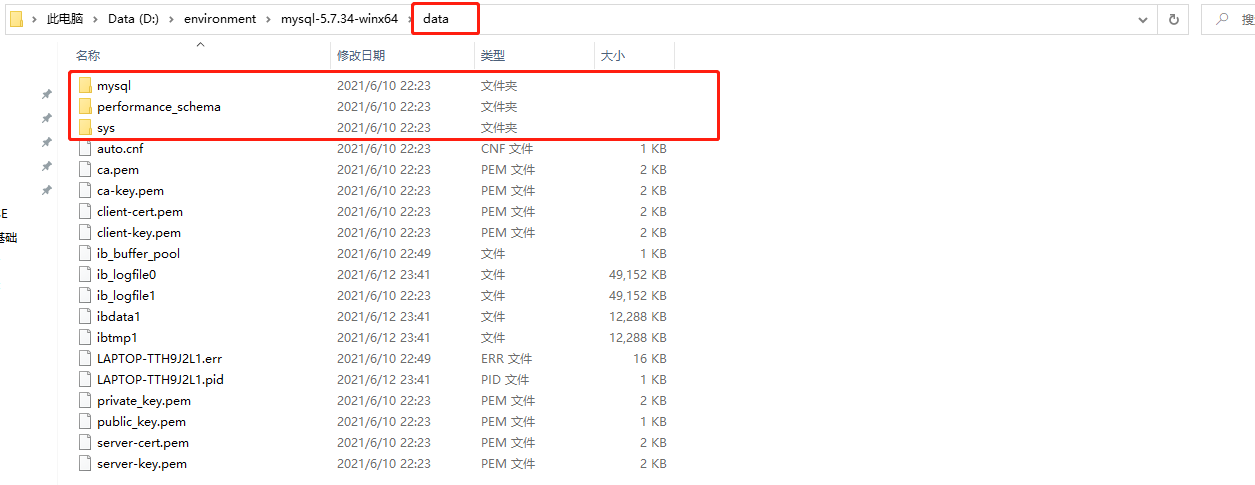 此电脑 > Data (D:) > environment > mysql-5.7.34-winx64 > data
搜
名称 修改日期 类型 大小
mysql 2021/6/10 22:23 文件夹
performance_schema 2021/6/10 22:23 文件夹
sys 2021/6/10 22:23 文件夹
auto.cnf 2021/6/10 22:23 CNF 文件 1 KB
ca.pem 2021/6/10 22:23 PEM 文件 2 KB
ca-key.pem 2021/6/10 22:23 PEM 文件 2 KB
client-cert.pem 2021/6/10 22:23 PEM 文件 2 KB
client-key.pem 2021/6/10 22:23 PEM 文件 2 KB
ib_buffer_pool 2021/6/10 22:49 文件 1 KB
ib_logfile0 2021/6/12 23:41 文件 49,152 KB
ib_logfile1 2021/6/10 22:23 文件 49,152 KB
ibdata1 2021/6/12 23:41 文件 12,288 KB
ibtmp1 2021/6/12 23:41 文件 12,288 KB
LAPTOP-TTH9J2L1.err 2021/6/10 22:49 ERR 文件 16 KB
LAPTOP-TTH9J2L1.pid 2021/6/12 23:41 PID 文件 1 KB
private_key.pem 2021/6/10 22:23 PEM 文件 2 KB
public_key.pem 2021/6/10 22:23 PEM 文件 1 KB
server-cert.pem 2021/6/10 22:23 PEM 文件 2 KB
server-key.pem 2021/6/10 22:23 PEM 文件 2 KB
E
基础